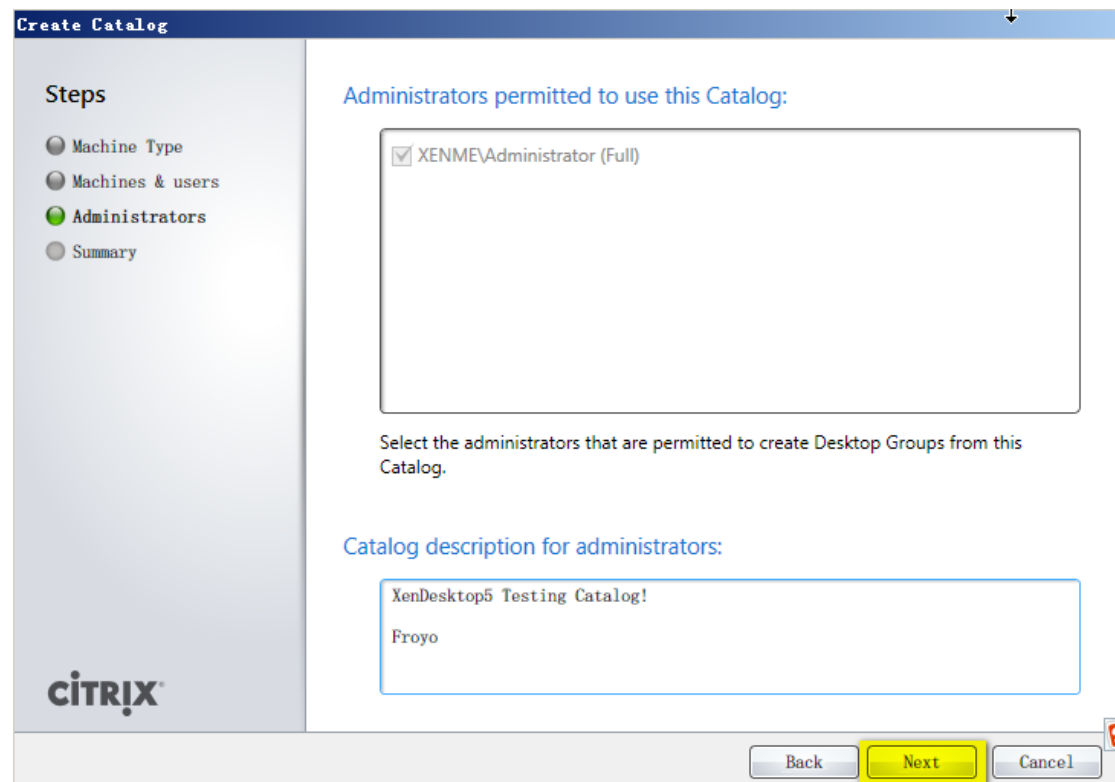 Create Catalog
Steps
Machine Type
Machines & users
Administrators
Summary
Administrators permitted to use this Catalog:
XENME\Administrator (Full)
Select the administrators that are permitted to create Desktop Groups from this
Catalog.
Catalog description for administrators:
XenDesktop5 Testing Catalog!
Froyo
CİTRIX
Back
Next
Cancel